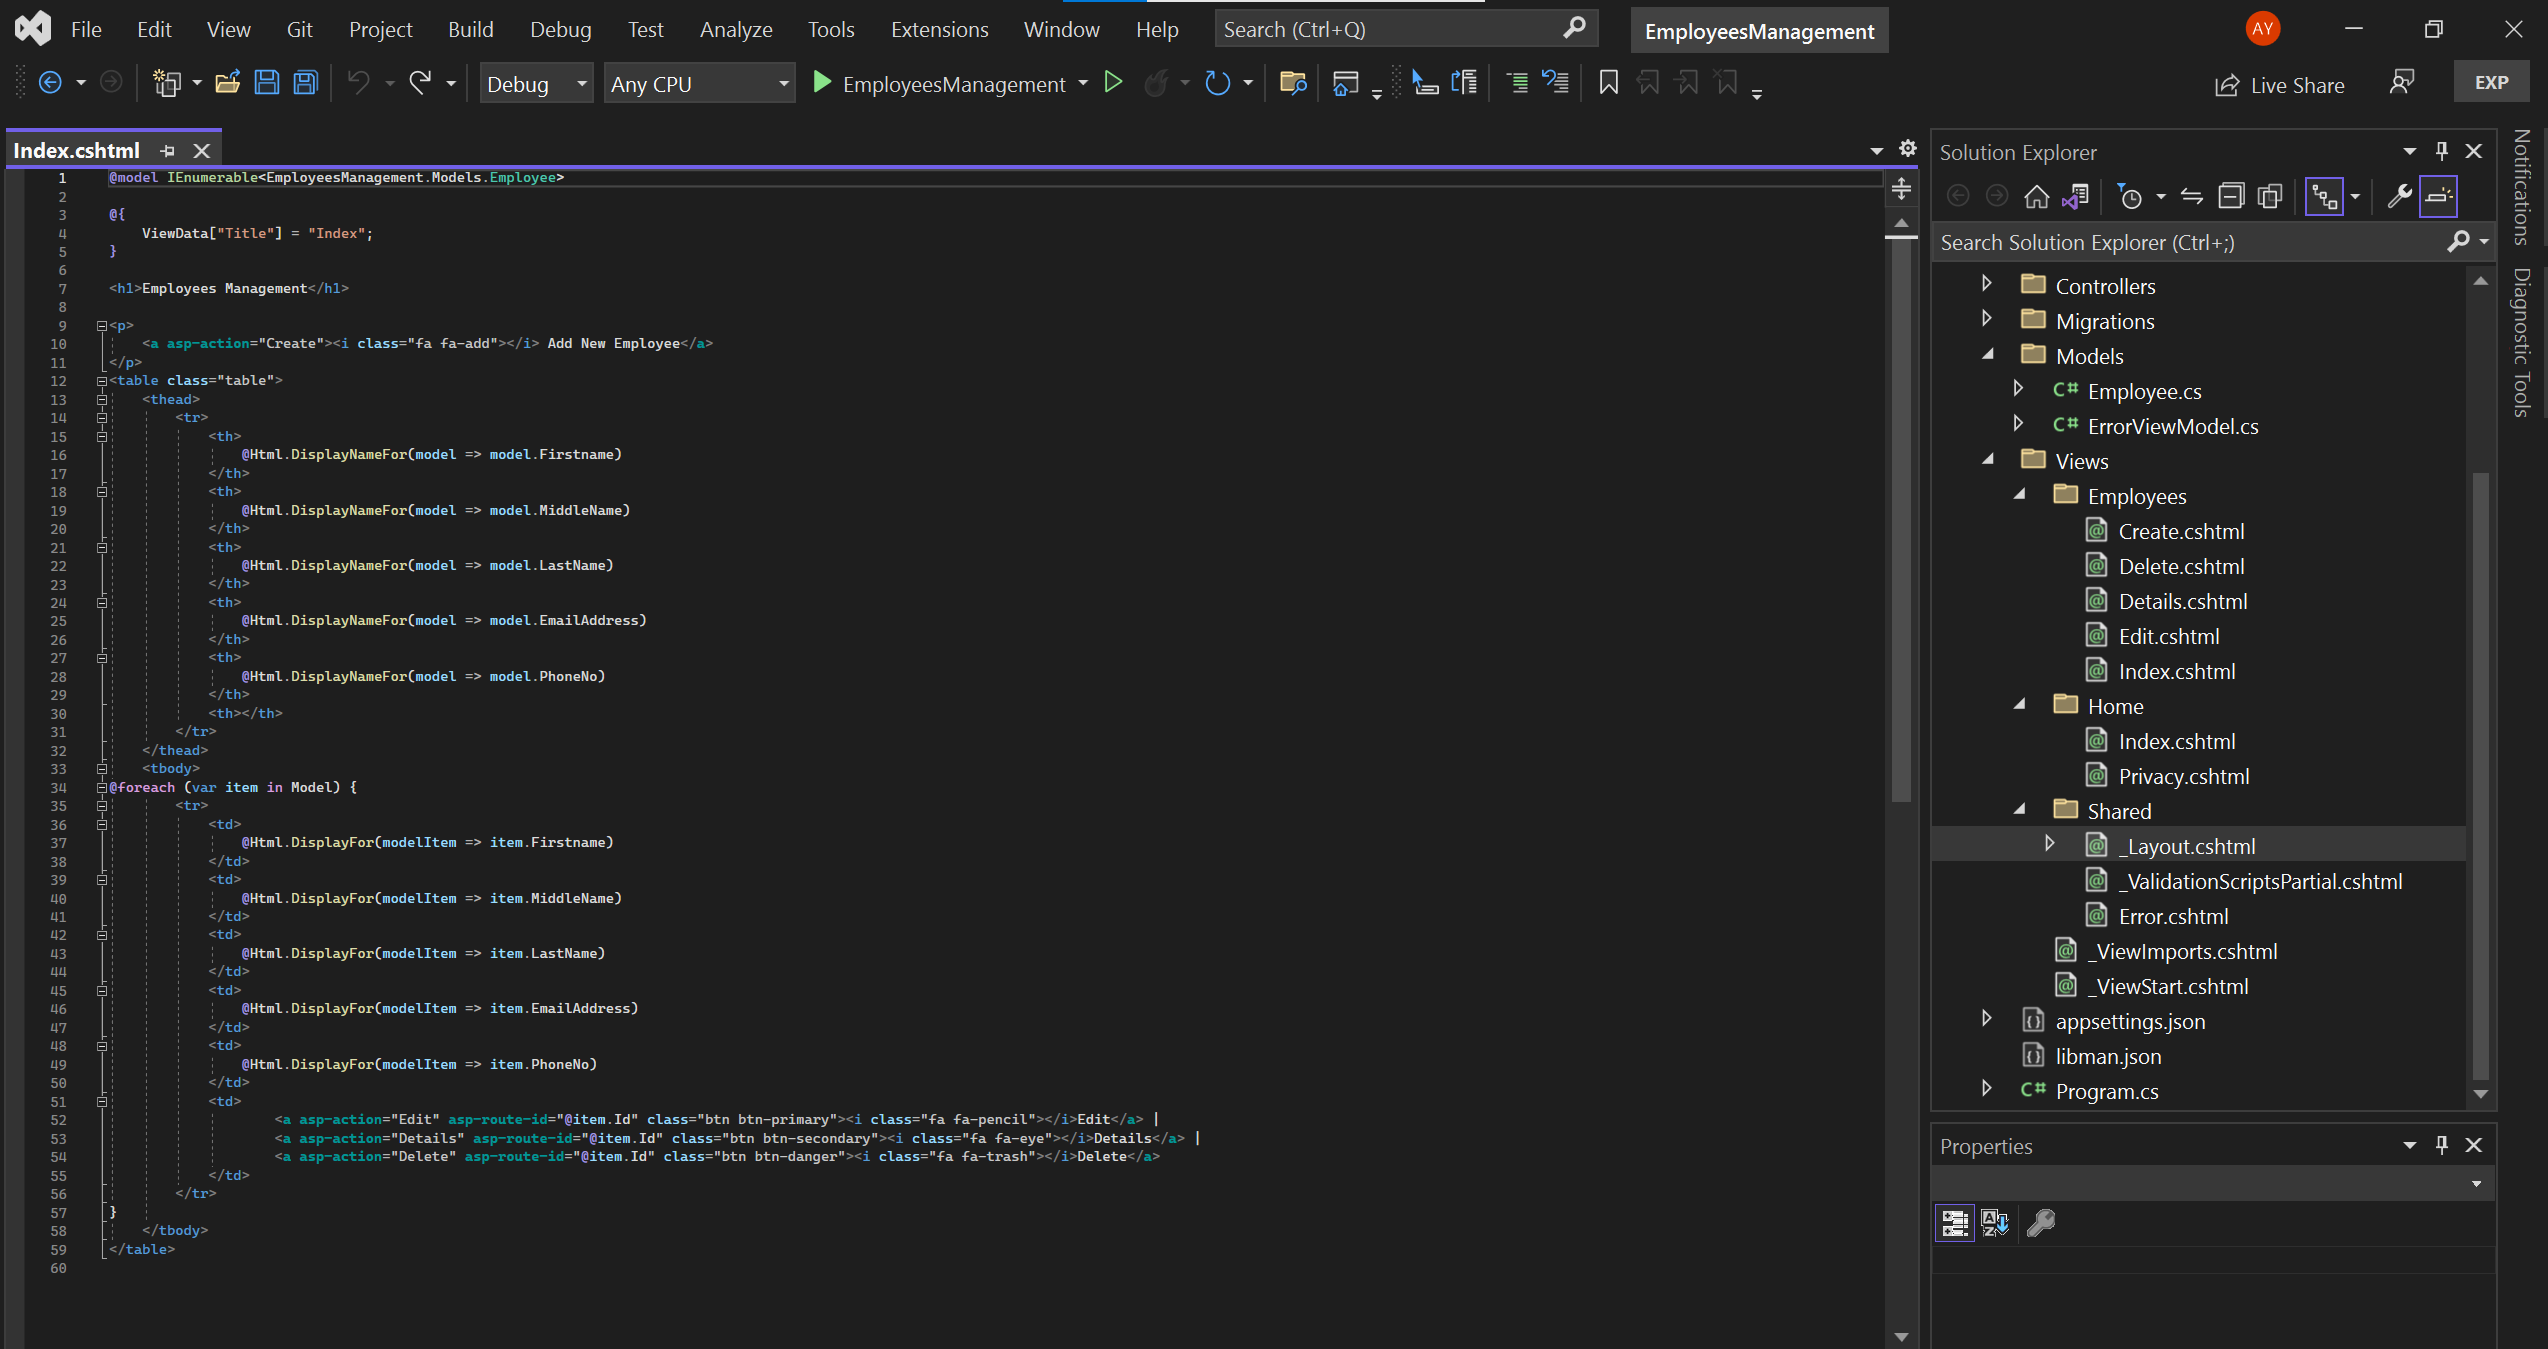 File Edit View Git Project Build Debug Test Analyze Tools Extensions Window Help Search (Ctrl+Q) EmployeesManagement AY
Debug Any CPU EmployeesManagement Live Share EXP
Index.cshtml
1 @model IEnumerable<EmployeesManagement.Models.Employee>
2
3 @{
4 ViewData["Title"] = "Index";
5 }
6
7 <h1>Employees Management</h1>
8
9 <p>
10 <a asp-action="Create"><i class="fa fa-add"></i> Add New Employee</a>
11 </p>
12 <table class="table">
13 <thead>
14 <tr>
15 <th>
16 @Html.DisplayNameFor(model => model.Firstname)
17 </th>
18 <th>
19 @Html.DisplayNameFor(model => model.MiddleName)
20 </th>
21 <th>
22 @Html.DisplayNameFor(model => model.LastName)
23 </th>
24 <th>
25 @Html.DisplayNameFor(model => model.EmailAddress)
26 </th>
27 <th>
28 @Html.DisplayNameFor(model => model.PhoneNo)
29 </th>
30 <th></th>
31 </tr>
32 </thead>
33 <tbody>
34 @foreach (var item in Model) {
35 <tr>
36 <td>
37 @Html.DisplayFor(modelItem => item.Firstname)
38 </td>
39 <td>
40 @Html.DisplayFor(modelItem => item.MiddleName)
41 </td>
42 <td>
43 @Html.DisplayFor(modelItem => item.LastName)
44 </td>
45 <td>
46 @Html.DisplayFor(modelItem => item.EmailAddress)
47 </td>
48 <td>
49 @Html.DisplayFor(modelItem => item.PhoneNo)
50 </td>
51 <td>
52 <a asp-action="Edit" asp-route-id="@item.Id" class="btn btn-primary"><i class="fa fa-pencil"></i>Edit</a> |
53 <a asp-action="Details" asp-route-id="@item.Id" class="btn btn-secondary"><i class="fa fa-eye"></i>Details</a> |
54 <a asp-action="Delete" asp-route-id="@item.Id" class="btn btn-danger"><i class="fa fa-trash"></i>Delete</a>
55 </td>
56 </tr>
57 }
58 </tbody>
59 </table>
60
Solution Explorer
Search Solution Explorer (Ctrl+;)
Controllers
Migrations
Models
C# Employee.cs
C# ErrorViewModel.cs
Views
Employees
Create.cshtml
Delete.cshtml
Details.cshtml
Edit.cshtml
Index.cshtml
Home
Index.cshtml
Privacy.cshtml
Shared
_Layout.cshtml
_ValidationScriptsPartial.cshtml
Error.cshtml
_ViewImports.cshtml
_ViewStart.cshtml
appsettings.json
libman.json
C# Program.cs
Properties
Notifications
Diagnostic Tools